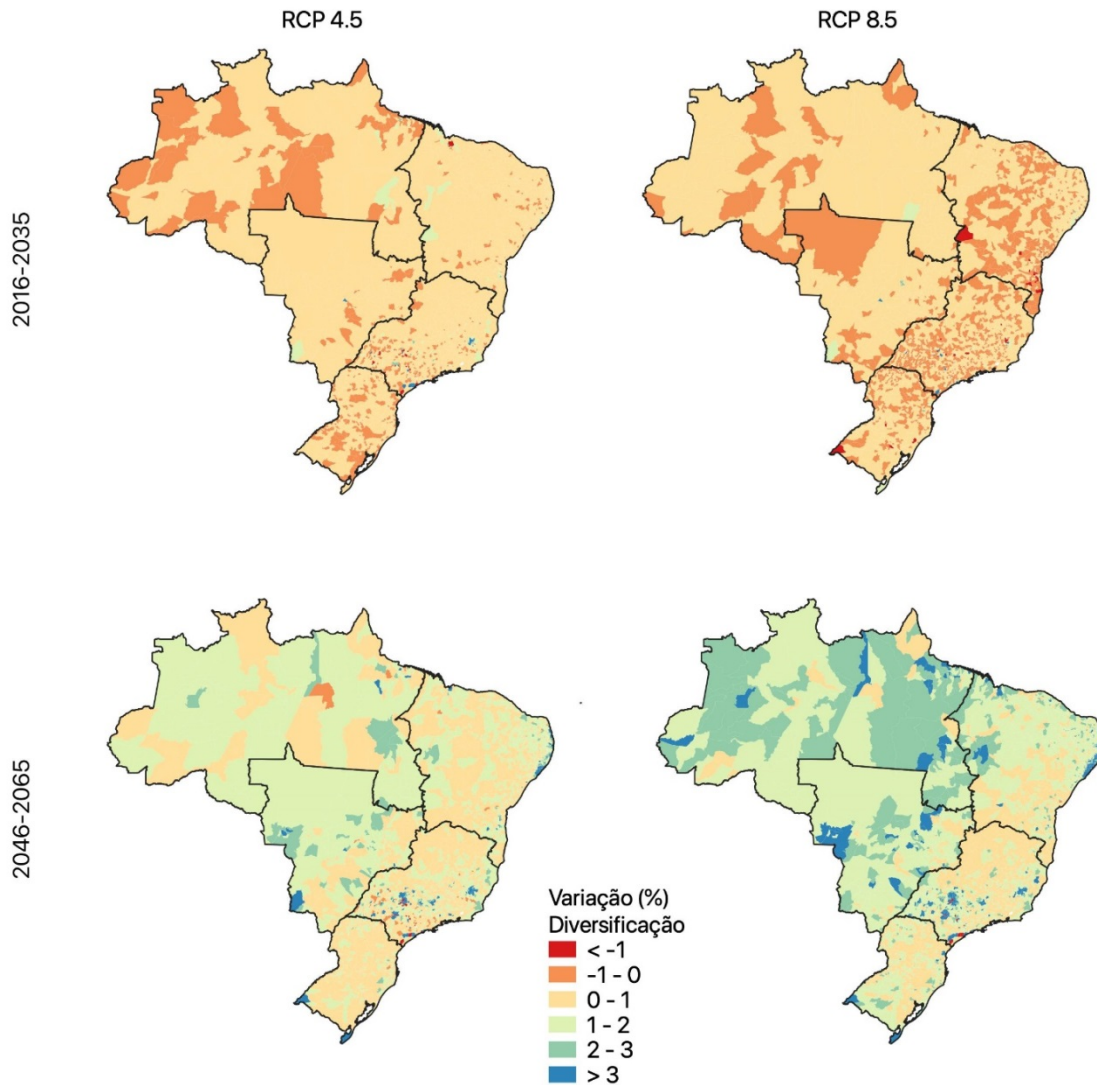 RCP 4.5
RCP 8.5
2016-2035
2046-2065
Variação (%)
Diversificação
< -1
-1 - 0
0 - 1
1 - 2
2 - 3
> 3